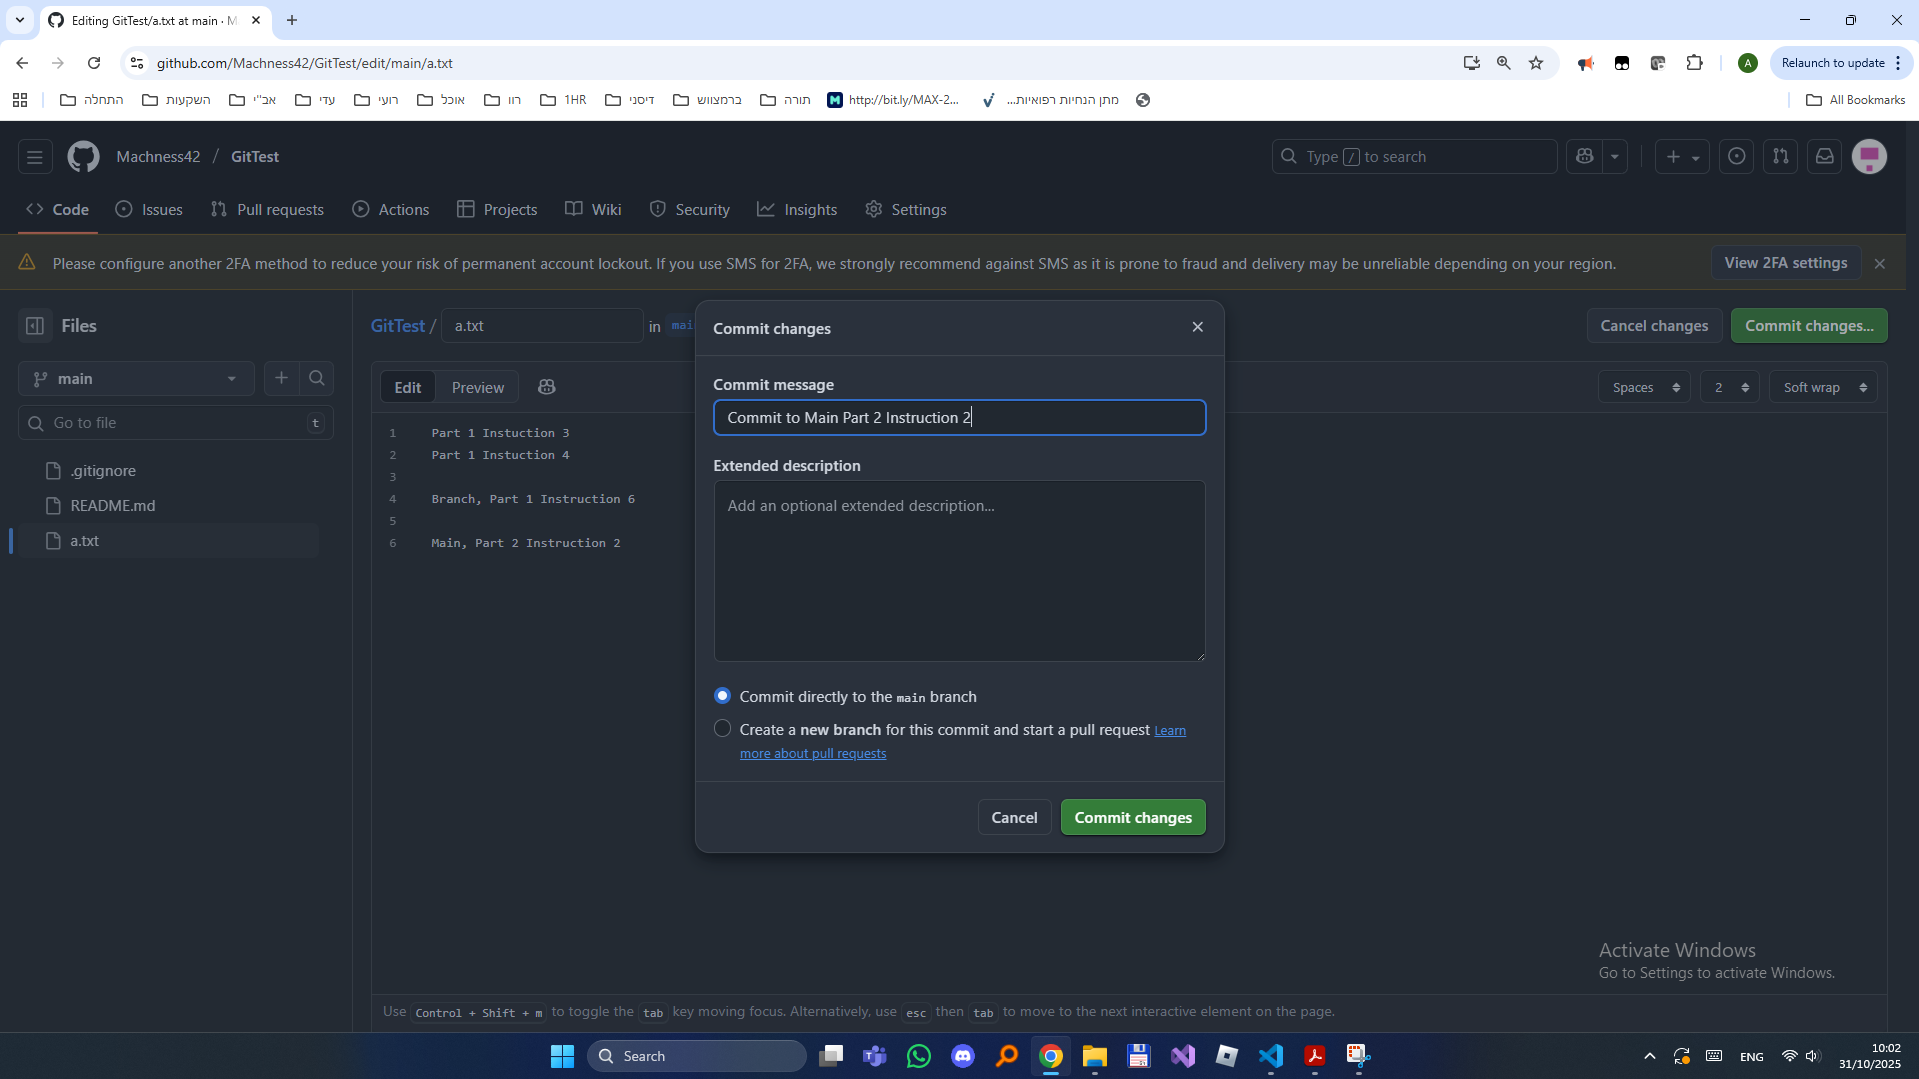 Editing GitTest/a.txt at main · M
github.com/Machness42/GitTest/edit/main/a.txt
Relaunch to update
A
התחלה
השקעות
אב"י
עדי
רועי
אוכל
רוו
1HR
דיסני
ברמצווש
תורה
http://bit.ly/MAX-2...
מתן הנחיות רפואיות...
All Bookmarks
Machness42 / GitTest
Type / to search
Code
Issues
Pull requests
Actions
Projects
Wiki
Security
Insights
Settings
Please configure another 2FA method to reduce your risk of permanent account lockout. If you use SMS for 2FA, we strongly recommend against SMS as it is prone to fraud and delivery may be unreliable depending on your region.
View 2FA settings
Files
main
Go to file
t
.gitignore
README.md
a.txt
GitTest / a.txt in mai
Cancel changes
Commit changes...
Edit
Preview
Spaces
2
Soft wrap
1 Part 1 Instuction 3
2 Part 1 Instuction 4
3
4 Branch, Part 1 Instruction 6
5
6 Main, Part 2 Instruction 2
Commit changes
Commit message
Commit to Main Part 2 Instruction 2
Extended description
Add an optional extended description...
Commit directly to the main branch
Create a new branch for this commit and start a pull request Learn
more about pull requests
Cancel
Commit changes
Activate Windows
Go to Settings to activate Windows.
Use Control + Shift + m to toggle the tab key moving focus. Alternatively, use esc then tab to move to the next interactive element on the page.
Search
ENG
10:02
31/10/2025